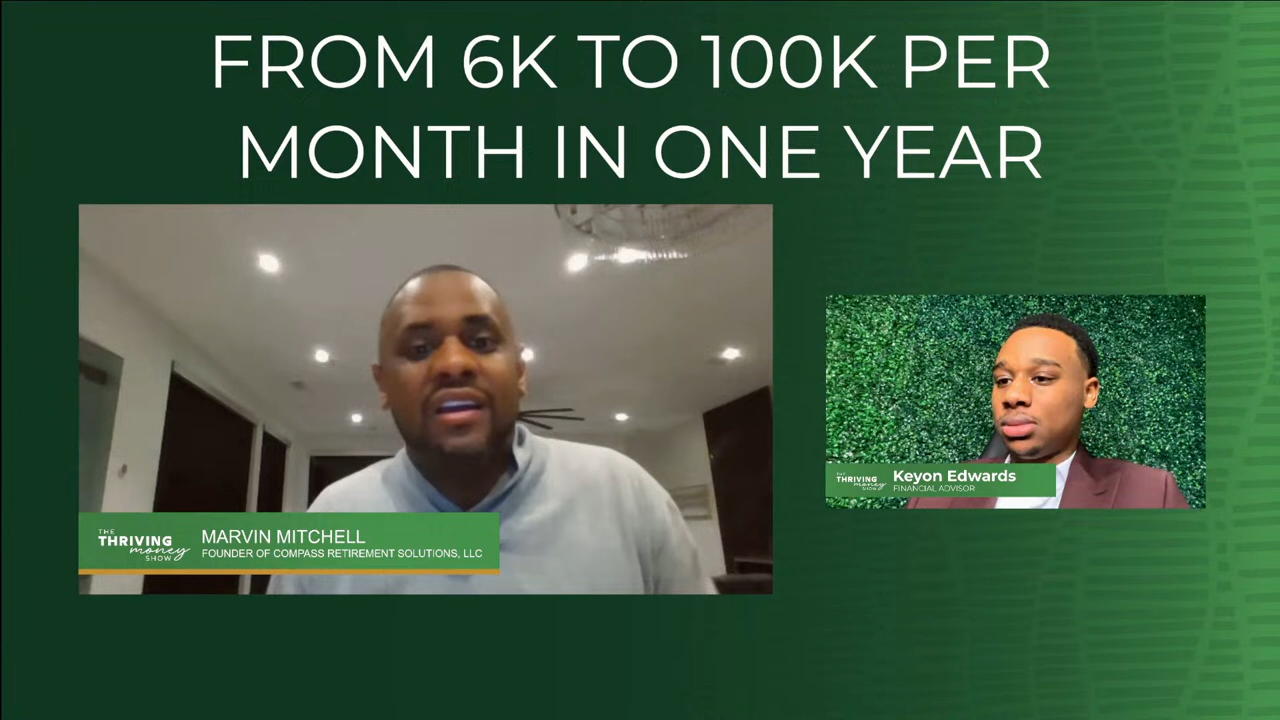 FROM 6K TO 100K PER
MONTH IN ONE YEAR
THE
THRIVING
money
SHOW
MARVIN MITCHELL
FOUNDER OF COMPASS RETIREMENT SOLUTIONS, LLC
THE
THRIVING
money
SHOW
Keyon Edwards
FINANCIAL ADVISOR